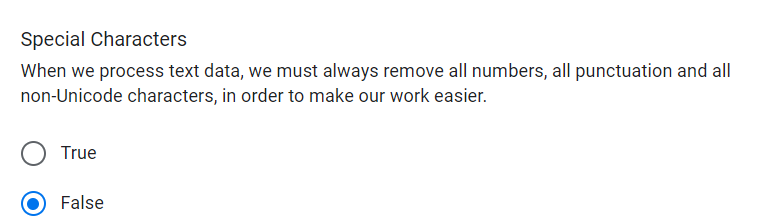 Special Characters
When we process text data, we must always remove all numbers, all punctuation and all
non-Unicode characters, in order to make our work easier.
True
False